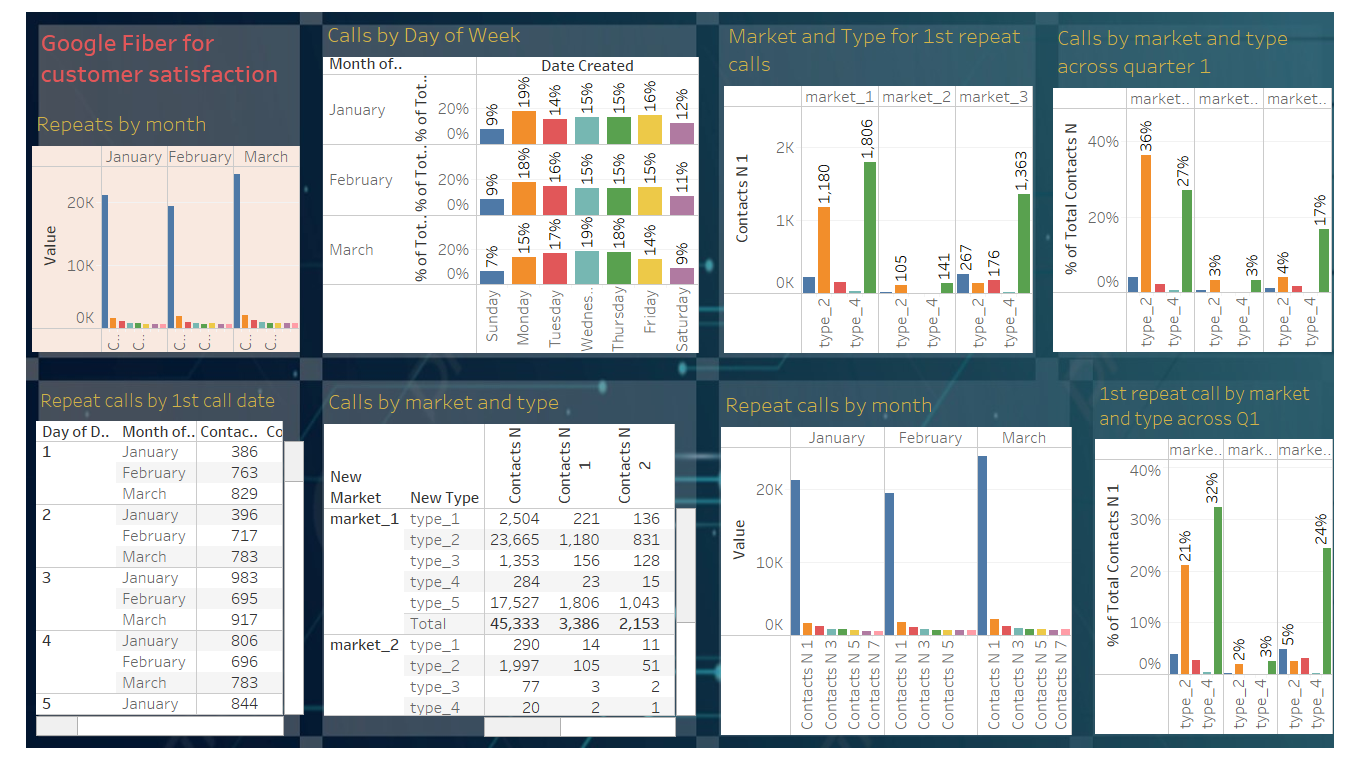 Google Fiber for
customer satisfaction
Repeats by month
January February March
Value
20K
10K
0K
C..
C..
C..
C..
C..
C..
Calls by Day of Week
Month of..
Date Created
January
% of Tot..
20%
0%
9% 19% 14% 15% 15% 16% 12%
February
% of Tot..
20%
0%
9% 18% 16% 15% 15% 15% 11%
March
% of Tot..
20%
0%
7% 15% 17% 19% 18% 14% 9%
Sunday Monday Tuesday Wednes.. Thursday Friday Saturday
Market and Type for 1st repeat
calls
market_1 market_2 market_3
Contacts N 1
2K
1K
0K
1,180 1,806 105 141 267 176 1,363
type_2 type_4 type_2 type_4 type_2 type_4
Calls by market and type
across quarter 1
market.. market.. market..
% of Total Contacts N
40%
20%
0%
36% 27% 3% 3% 4% 17%
type_2 type_4 type_2 type_4 type_2 type_4
Repeat calls by 1st call date
Day of D.. Month of.. Contac.. Co
1 January 386
February 763
March 829
2 January 396
February 717
March 783
3 January 983
February 695
March 917
4 January 806
February 696
March 783
5 January 844
Calls by market and type
New
Market New Type Contacts N Contacts N 1 Contacts N 2
market_1 type_1 2,504 221 136
type_2 23,665 1,180 831
type_3 1,353 156 128
type_4 284 23 15
type_5 17,527 1,806 1,043
Total 45,333 3,386 2,153
market_2 type_1 290 14 11
type_2 1,997 105 51
type_3 77 3 2
type_4 20 2 1
Repeat calls by month
January February March
Value
20K
10K
0K
Contacts N 1 Contacts N 3 Contacts N 5 Contacts N 7 Contacts N 1 Contacts N 3 Contacts N 5 Contacts N 1 Contacts N 3 Contacts N 5 Contacts N 7
1st repeat call by market
and type across Q1
marke.. mark.. marke..
% of Total Contacts N 1
40%
30%
20%
10%
0%
21% 32% 2% 3% 5% 24%
type_2 type_4 type_2 type_4 type_2 type_4